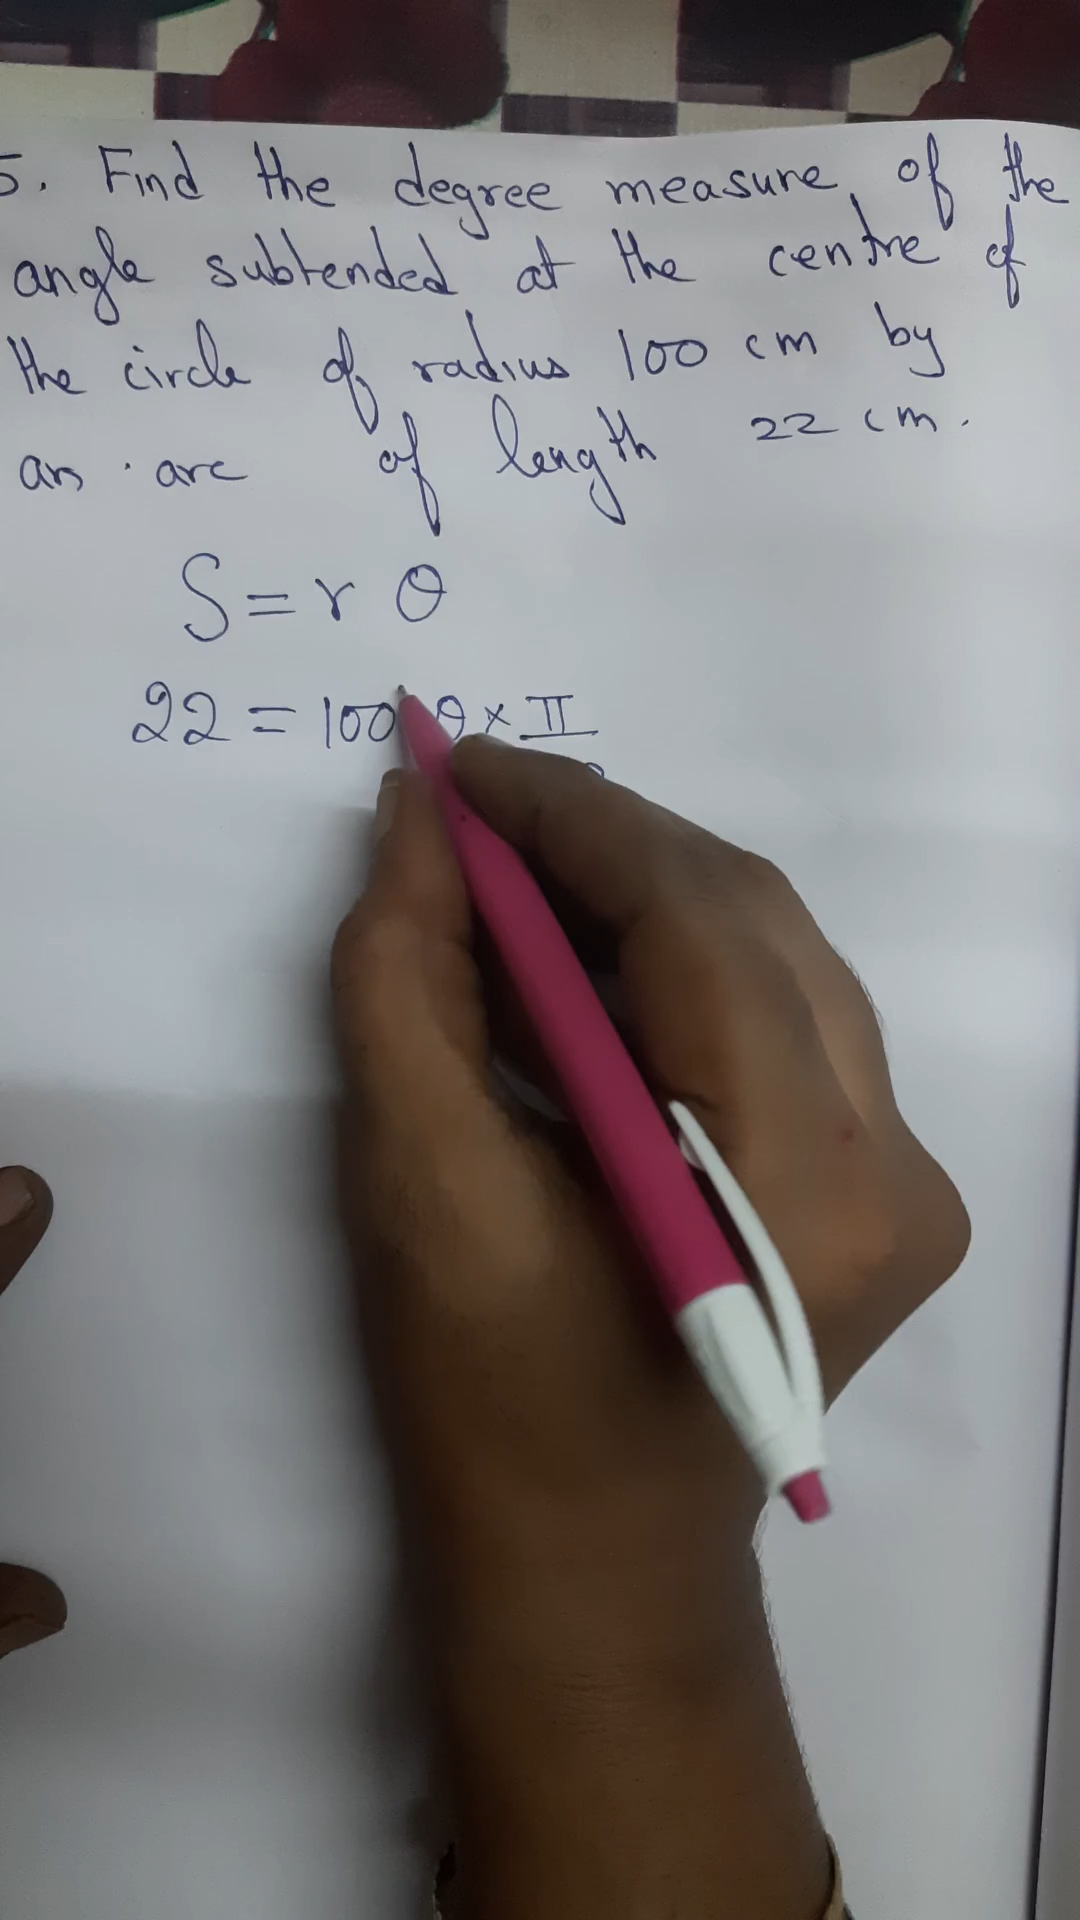 5. Find the degree measure of the
angle subtended at the centre of
the circle of radius 100 cm by
an arc of length 22 cm.
S = r θ
22 = 100 θ × π